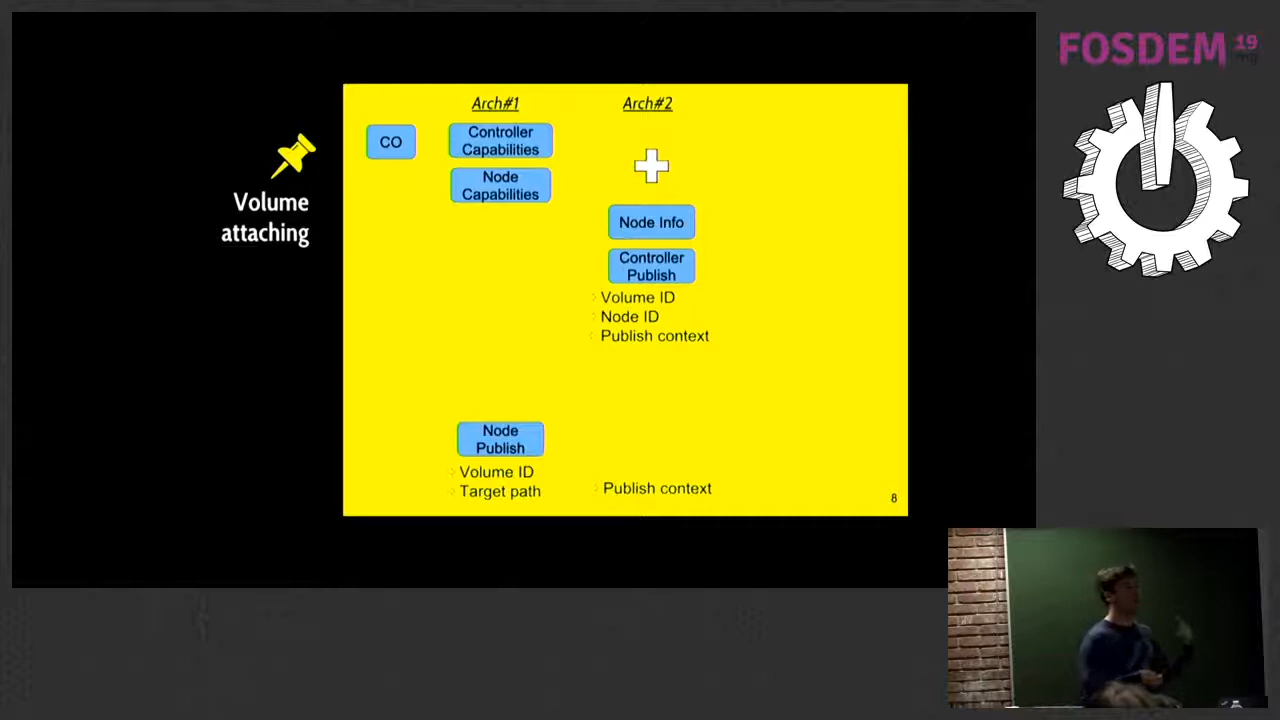 FOSDEM 19
.org
Arch#1
Arch#2
CO
Controller
Capabilities
Node
Capabilities
Volume
attaching
Node Info
Controller
Publish
Volume ID
Node ID
Publish context
Node
Publish
Volume ID
Target path
Publish context
8